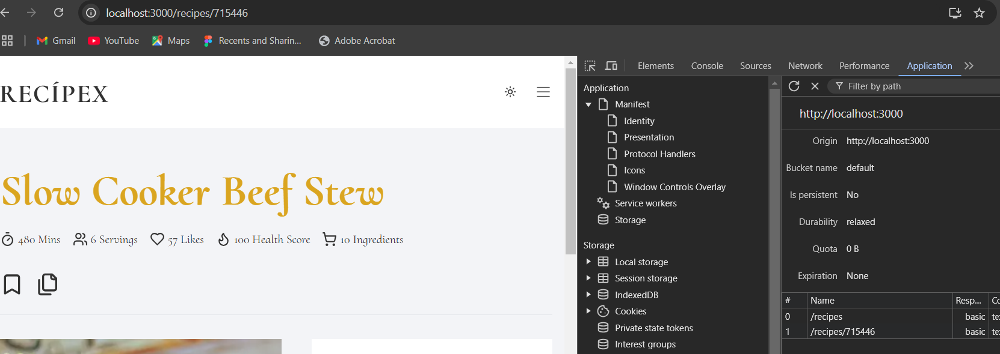 localhost:3000/recipes/715446
Gmail YouTube Maps Recents and Sharin... Adobe Acrobat
RECÍPEX
Slow Cooker Beef Stew
480 Mins 6 Servings 57 Likes 100 Health Score 10 Ingredients
Elements Console Sources Network Performance Application
Application
Manifest
Identity
Presentation
Protocol Handlers
Icons
Window Controls Overlay
Service workers
Storage
Storage
Local storage
Session storage
IndexedDB
Cookies
Private state tokens
Interest groups
Filter by path
http://localhost:3000
Origin http://localhost:3000
Bucket name default
Is persistent No
Durability relaxed
Quota 0 B
Expiration None
# Name Resp... Co
0 /recipes basic te
1 /recipes/715446 basic te